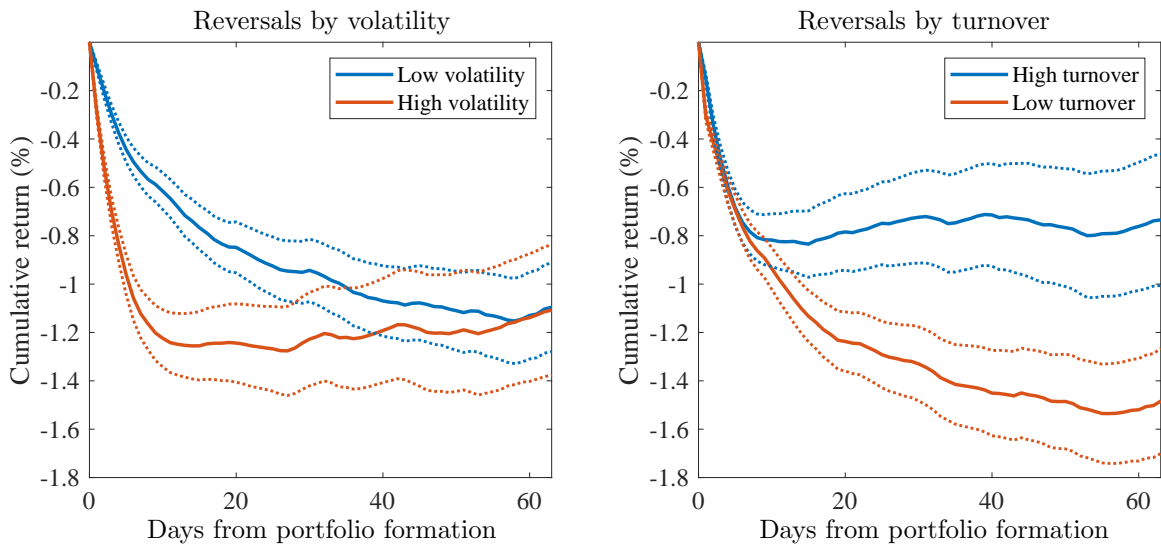 Reversals by volatility
Low volatility
High volatility
-0.2
-0.4
-0.6
-0.8
-1
-1.2
-1.4
-1.6
-1.8
0
20
40
60
Cumulative return (%)
Days from portfolio formation
Reversals by turnover
High turnover
Low turnover
-0.2
-0.4
-0.6
-0.8
-1
-1.2
-1.4
-1.6
-1.8
0
20
40
60
Cumulative return (%)
Days from portfolio formation